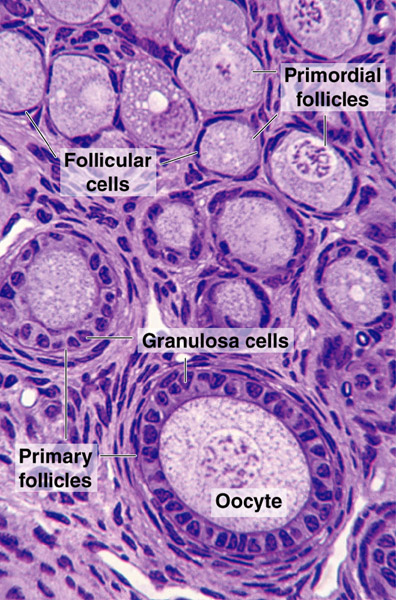 Primordial
follicles
Follicular
cells
Granulosa cells
Primary
follicles
Oocyte